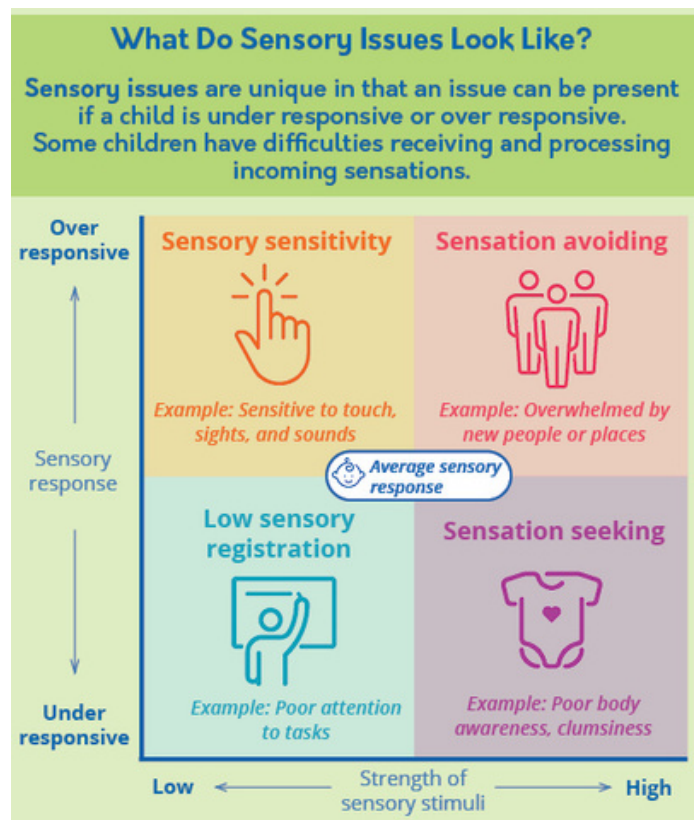 What Do Sensory Issues Look Like?
Sensory issues are unique in that an issue can be present
if a child is under responsive or over responsive.
Some children have difficulties receiving and processing
incoming sensations.
Over
responsive
Sensory
response
Under
responsive
Sensory sensitivity
Example: Sensitive to touch,
sights, and sounds
Sensation avoiding
Example: Overwhelmed by
new people or places
Average sensory
response
Low sensory
registration
Example: Poor attention
to tasks
Sensation seeking
Example: Poor body
awareness, clumsiness
Low
Strength of
sensory stimuli
High